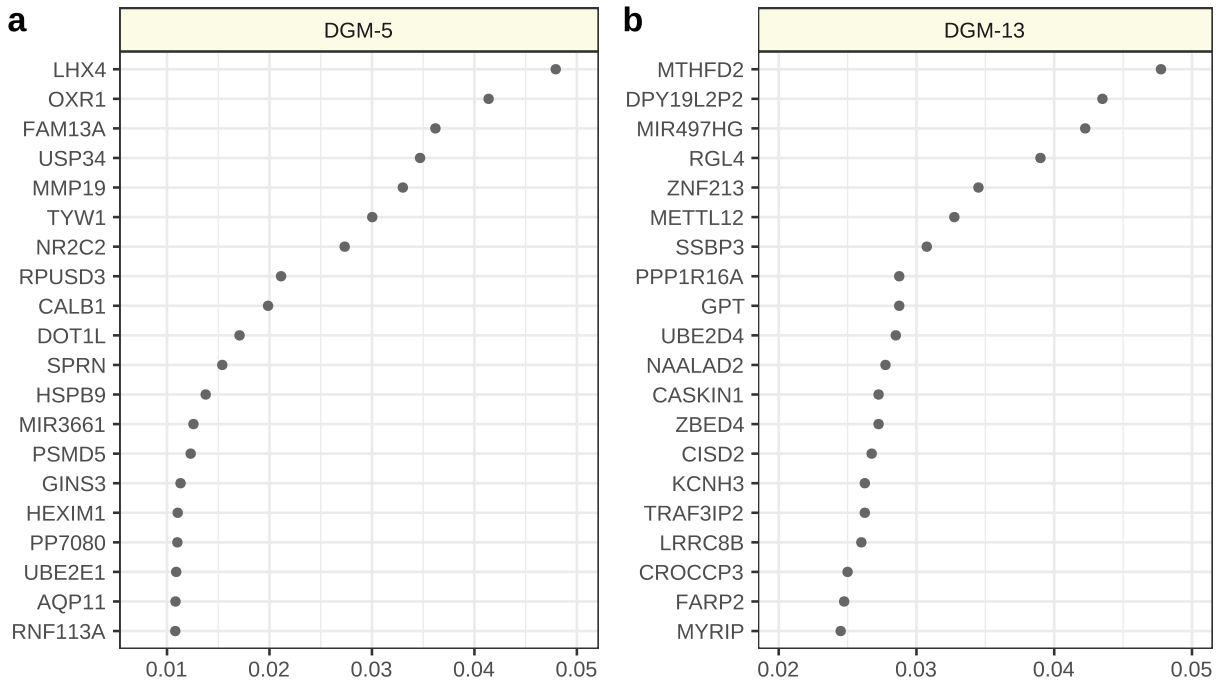 a
DGM-5
LHX4
OXR1
FAM13A
USP34
MMP19
TYW1
NR2C2
RPUSD3
CALB1
DOT1L
SPRN
HSPB9
MIR3661
PSMD5
GINS3
HEXIM1
PP7080
UBE2E1
AQP11
RNF113A
0.01 0.02 0.03 0.04 0.05
b
DGM-13
MTHFD2
DPY19L2P2
MIR497HG
RGL4
ZNF213
METTL12
SSBP3
PPP1R16A
GPT
UBE2D4
NAALAD2
CASKIN1
ZBED4
CISD2
KCNH3
TRAF3IP2
LRRC8B
CROCCP3
FARP2
MYRIP
0.02 0.03 0.04 0.05